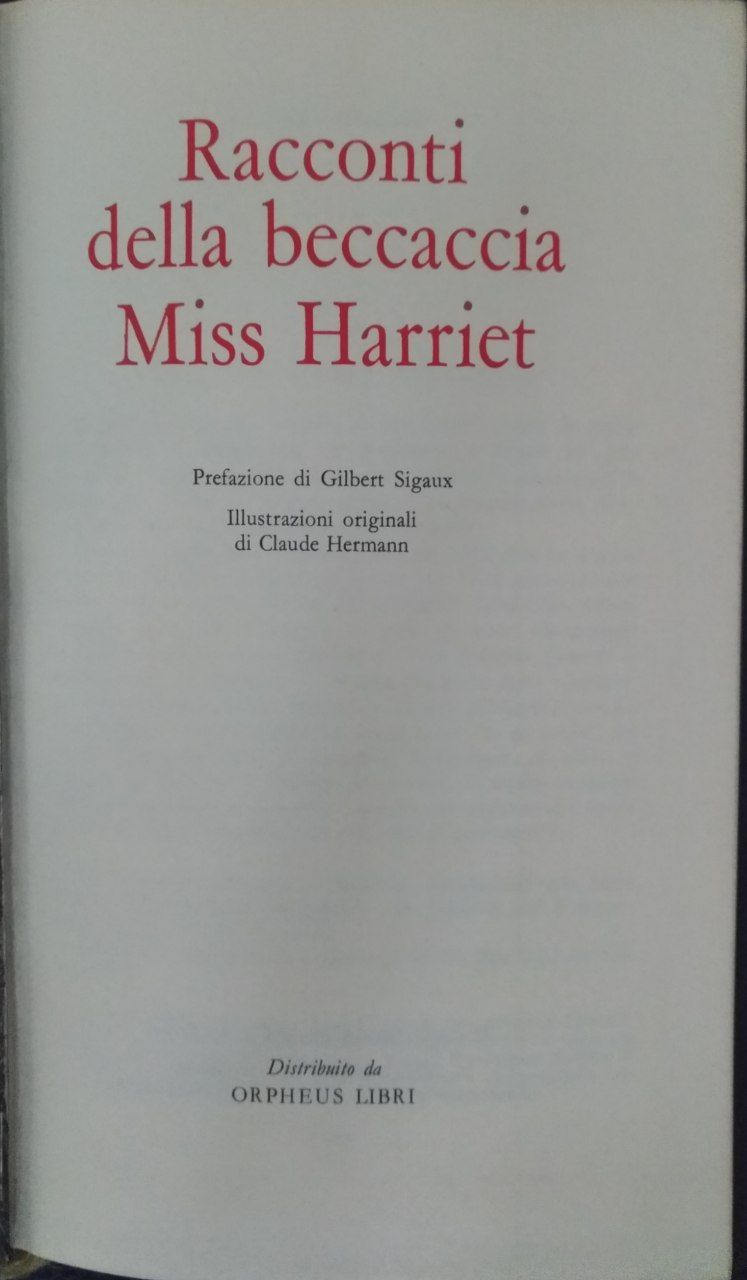 Racconti
della beccaccia
Miss Harriet
Prefazione di Gilbert Sigaux
Illustrazioni originali
di Claude Hermann
Distribuito da
ORPHEUS LIBRI